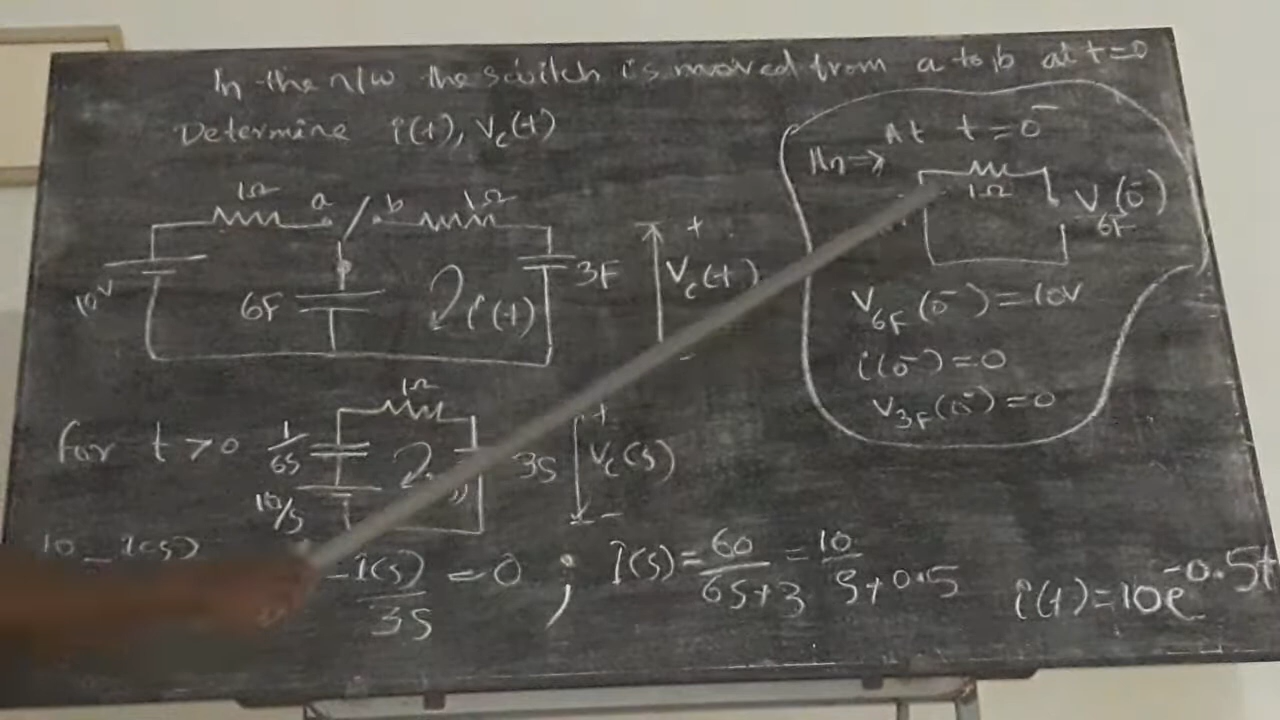 In the n/w the switch is moved from a to b at t=0
Determine i(t), Vc(t)
At t=0⁻
1Ω a b 1Ω
1Ω V6F(0⁻)
10V 6F i(t) 3F + Vc(t) -
V6F(0⁻)=10V
i(0⁻)=0
V3F(0⁻)=0
1Ω
for t>0 1/6s 10/s 3s + Vc(s) -
10 - I(s) - I(s)/3s =0 ; I(s)=60/6s+3 = 10/s+0.5 i(t)=10e^-0.5t